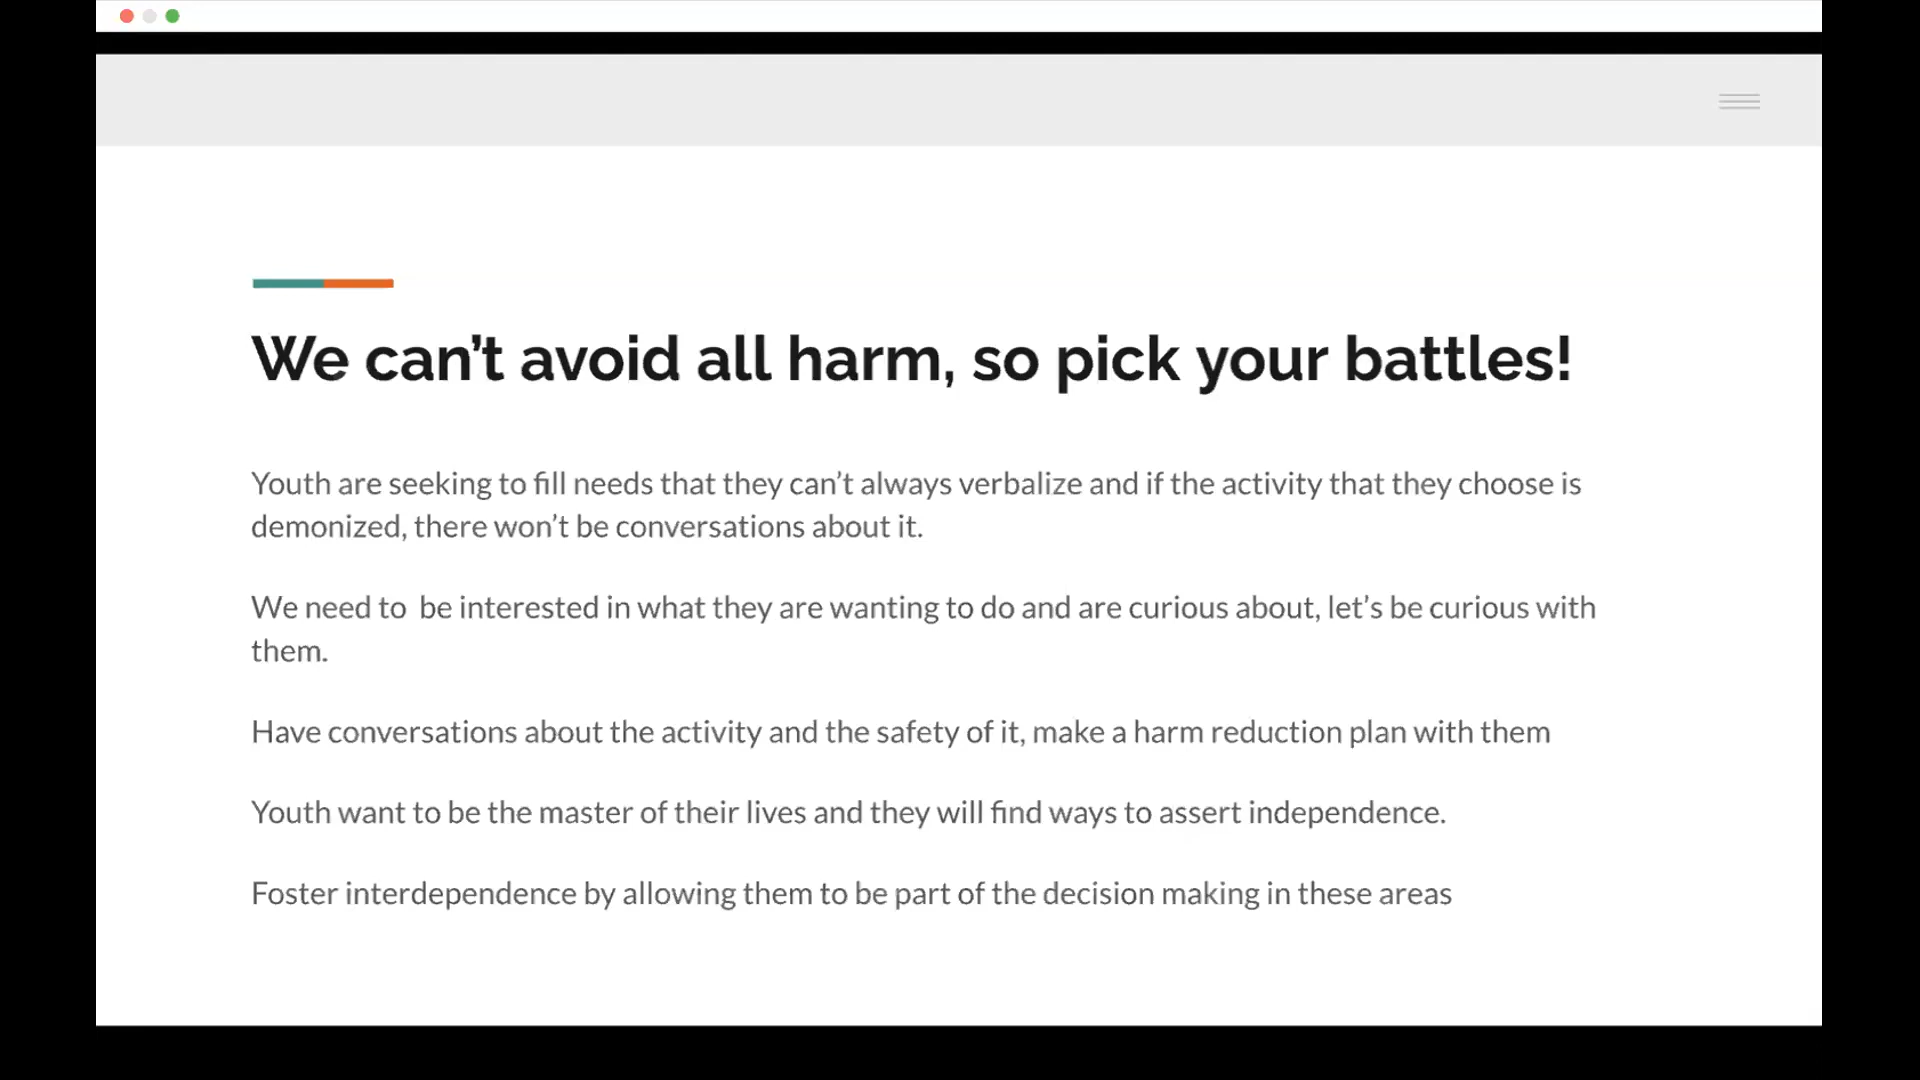 We can’t avoid all harm, so pick your battles!
Youth are seeking to fill needs that they can’t always verbalize and if the activity that they choose is
demonized, there won’t be conversations about it.
We need to  be interested in what they are wanting to do and are curious about, let’s be curious with
them.
Have conversations about the activity and the safety of it, make a harm reduction plan with them
Youth want to be the master of their lives and they will find ways to assert independence.
Foster interdependence by allowing them to be part of the decision making in these areas